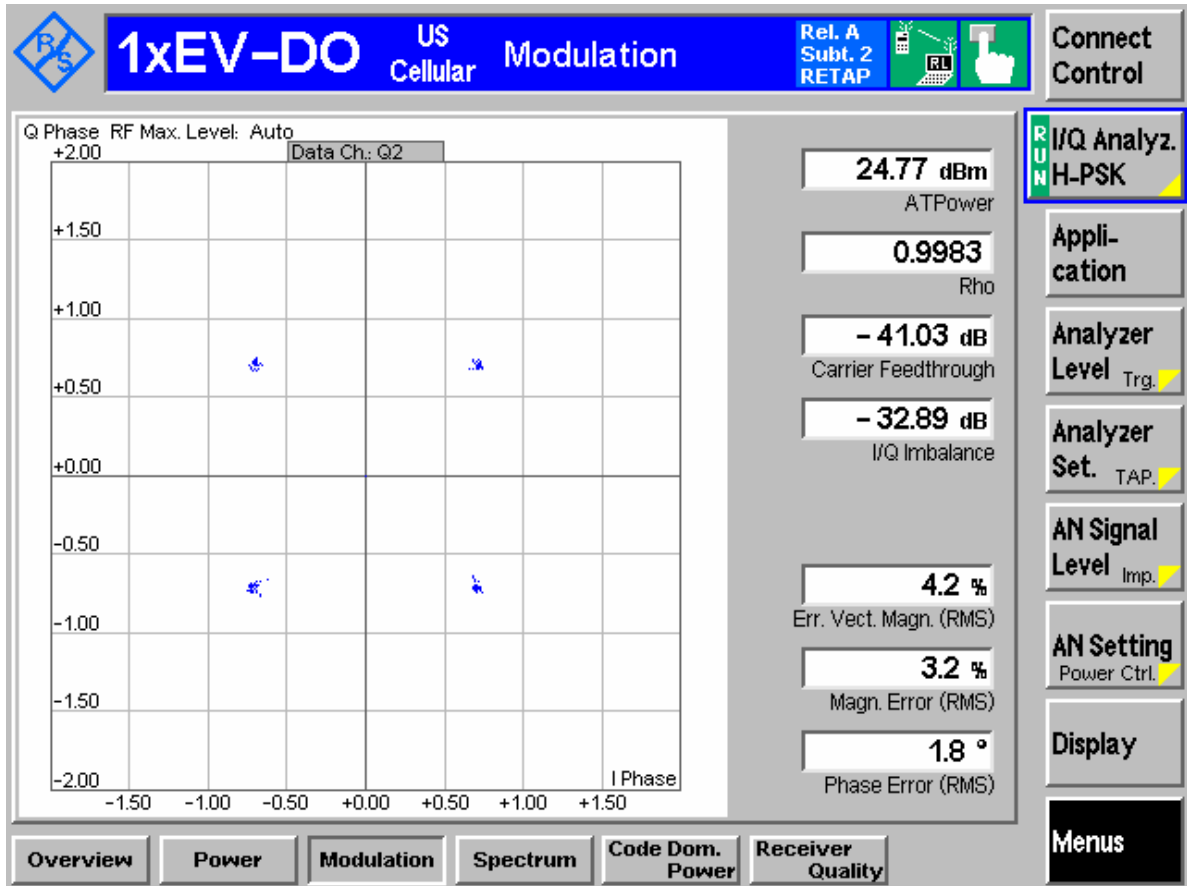 R/S
1xEV-DO
US
Cellular
Modulation
Rel. A
Subt. 2
RETAP
RL
Connect
Control
Q Phase RF Max. Level: Auto
Data Ch.: Q2
+2.00
+1.50
+1.00
+0.50
+0.00
-0.50
-1.00
-1.50
-2.00
I Phase
-1.50 -1.00 -0.50 +0.00 +0.50 +1.00 +1.50
24.77 dBm
ATPower
0.9983
Rho
- 41.03 dB
Carrier Feedthrough
- 32.89 dB
I/Q Imbalance
4.2 %
Err. Vect. Magn. (RMS)
3.2 %
Magn. Error (RMS)
1.8 °
Phase Error (RMS)
RUN
I/Q Analyz.
H-PSK
Appli-
cation
Analyzer
Level Trg.
Analyzer
Set. TAP.
AN Signal
Level Imp.
AN Setting
Power Ctrl.
Display
Menus
Overview
Power
Modulation
Spectrum
Code Dom.
Power
Receiver
Quality